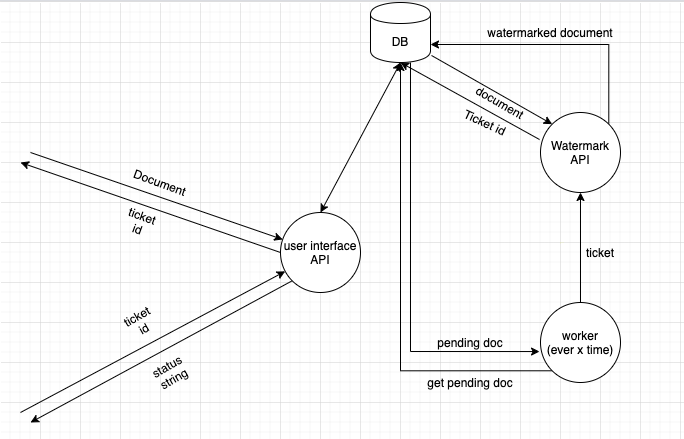 watermarked document
DB
document
Ticket id
Watermark
API
Document
ticket
id
user interface
API
ticket
ticket
id
status
string
pending doc
worker
(ever x time)
get pending doc